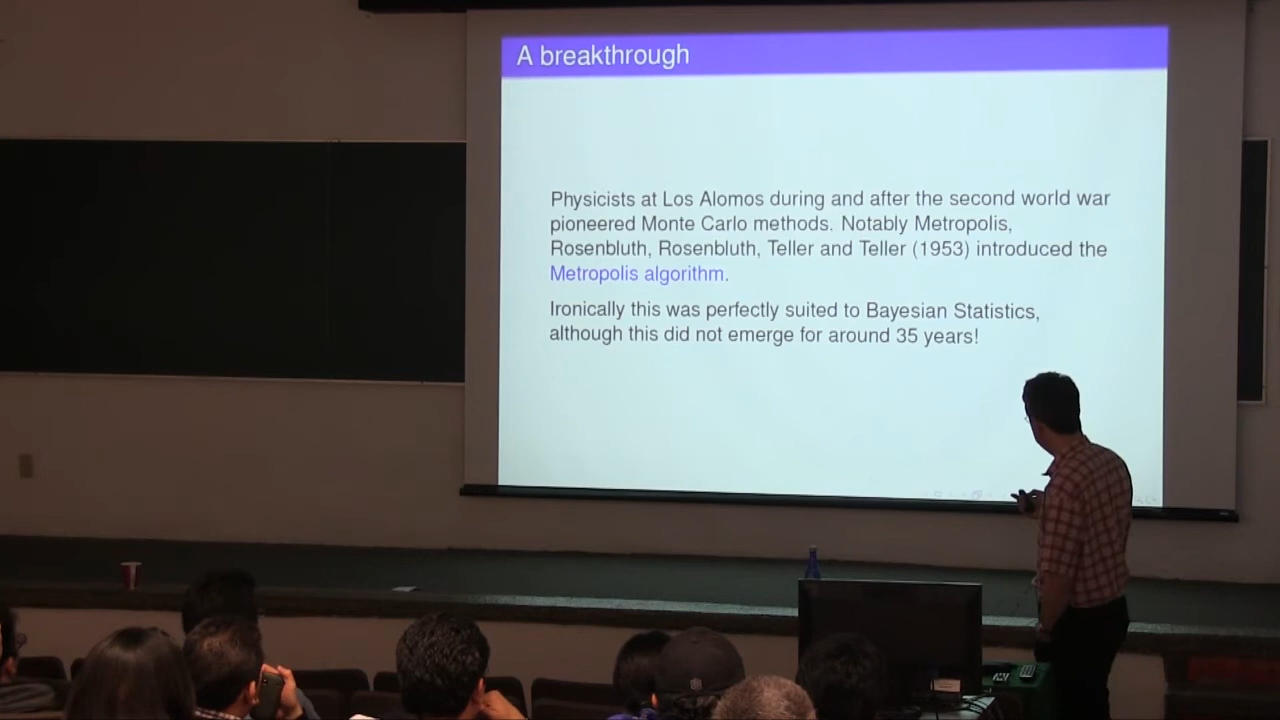 A breakthrough
Physicists at Los Alomos during and after the second world war
pioneered Monte Carlo methods. Notably Metropolis,
Rosenbluth, Rosenbluth, Teller and Teller (1953) introduced the
Metropolis algorithm.
Ironically this was perfectly suited to Bayesian Statistics,
although this did not emerge for around 35 years!